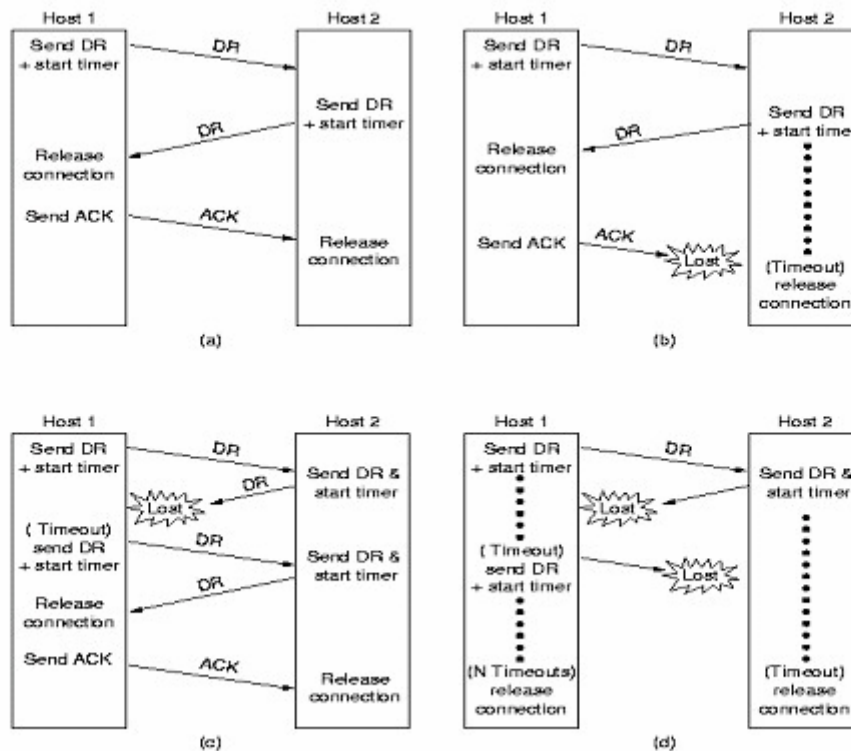 Host 1
Host 2
Send DR
+ start timer
DR
Send DR
+ start timer
DR
Release
connection
Send ACK
ACK
Release
connection
(a)
Host 1
Host 2
Send DR
+ start timer
DR
Send DR
+ start timer
DR
Release
connection
Send ACK
ACK
Lost
(Timeout)
release
connection
(b)
Host 1
Host 2
Send DR
+ start timer
DR
Send DR &
start timer
DR
Lost
( Timeout)
send DR
+ start timer
DR
Send DR &
start timer
DR
Release
connection
Send ACK
ACK
Release
connection
(c)
Host 1
Host 2
Send DR
+ start timer
DR
Send DR &
start timer
Lost
( Timeout)
send DR
+ start timer
Lost
(N Timeouts)
release
connection
(Timeout)
release
connection
(d)